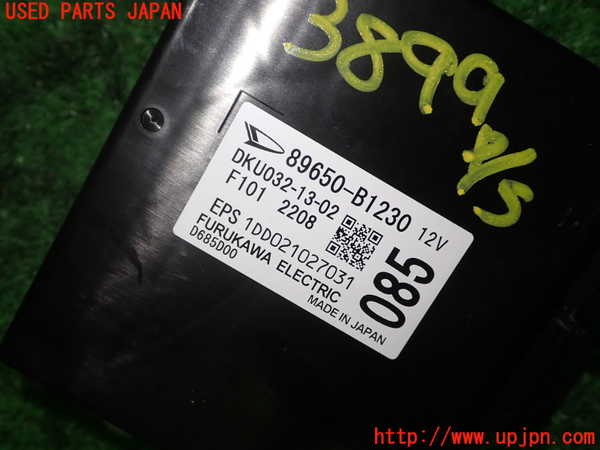 USED PARTS JAPAN
3899
P/S
89650-B1230 12V
DKU032-13-02
F101 2208
EPS 1DD021027031
FURUKAWA ELECTRIC
D685D00
MADE IN JAPAN
085
http://www.upjpn.com/